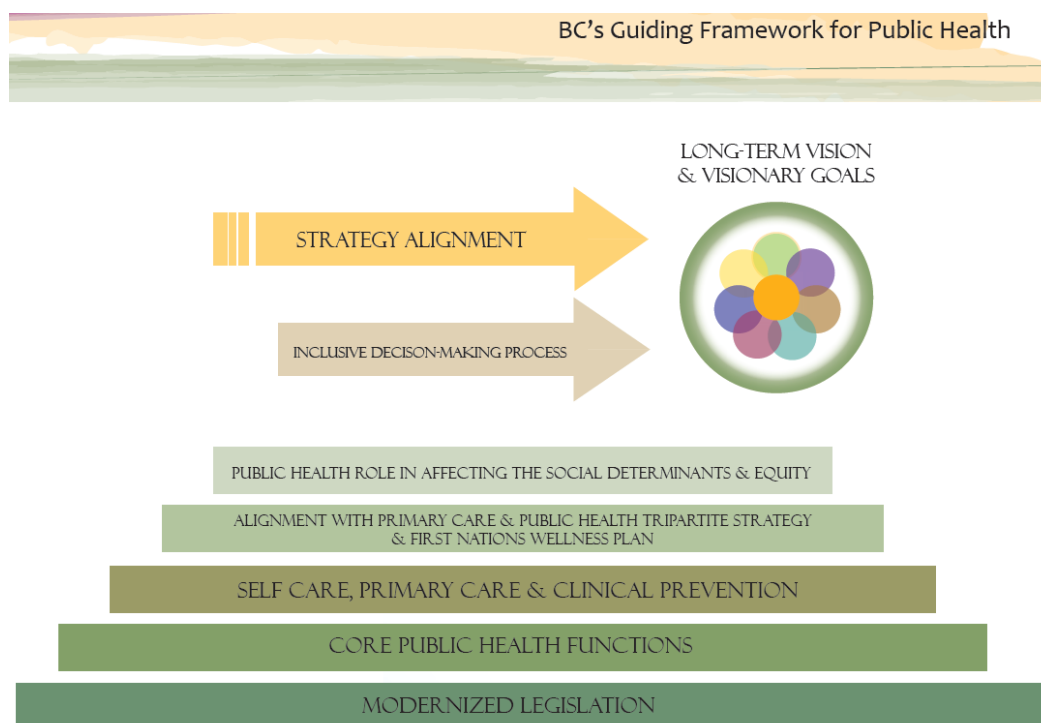 BC's Guiding Framework for Public Health
LONG-TERM VISION
& VISIONARY GOALS
STRATEGY ALIGNMENT
INCLUSIVE DECISON-MAKING PROCESS
PUBLIC HEALTH ROLE IN AFFECTING THE SOCIAL DETERMINANTS & EQUITY
ALIGNMENT WITH PRIMARY CARE & PUBLIC HEALTH TRIPARTITE STRATEGY
& FIRST NATIONS WELLNESS PLAN
SELF CARE, PRIMARY CARE & CLINICAL PREVENTION
CORE PUBLIC HEALTH FUNCTIONS
MODERNIZED LEGISLATION